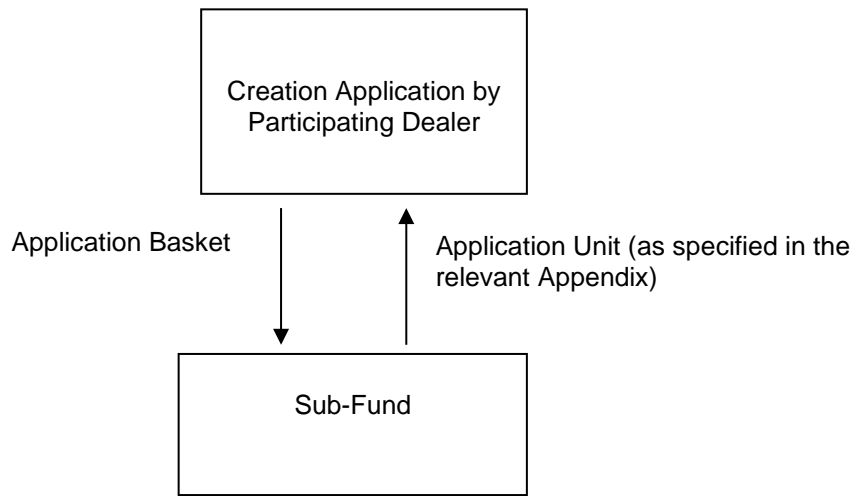 Creation Application by
Participating Dealer
Application Basket
Application Unit (as specified in the
relevant Appendix)
Sub-Fund